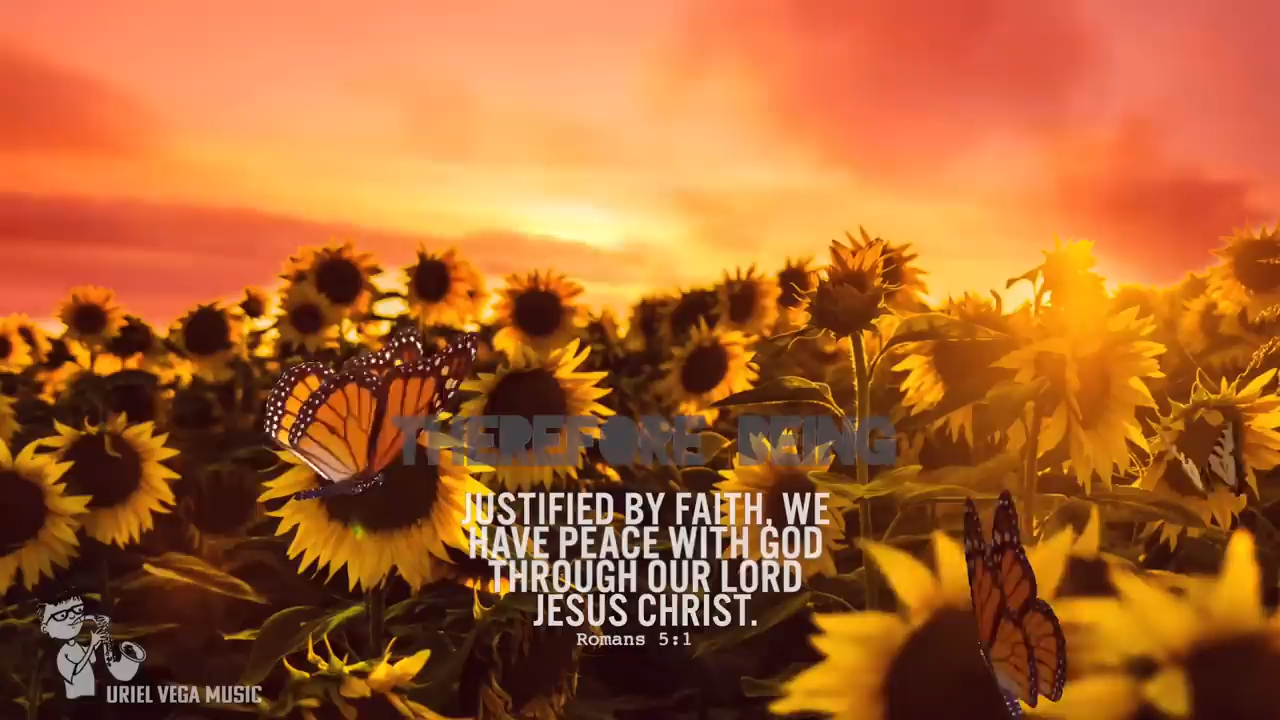 THEREFORE BEING
JUSTIFIED BY FAITH, WE
HAVE PEACE WITH GOD
THROUGH OUR LORD
JESUS CHRIST.
Romans 5:1
URIEL VEGA MUSIC